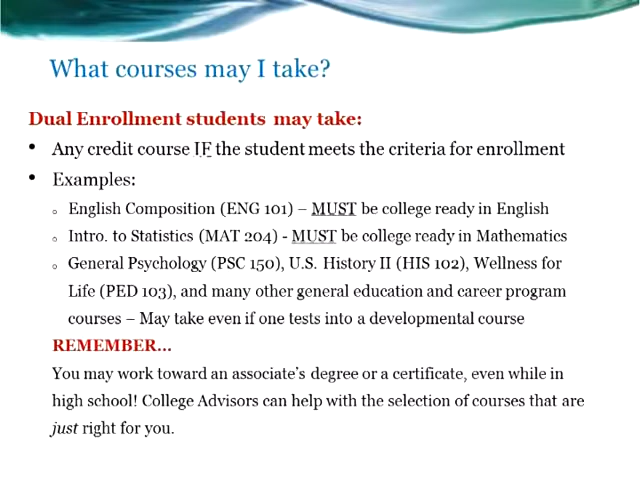 What courses may I take?
Dual Enrollment students may take:
• Any credit course IF the student meets the criteria for enrollment
• Examples:
o English Composition (ENG 101) – MUST be college ready in English
o Intro. to Statistics (MAT 204) - MUST be college ready in Mathematics
o General Psychology (PSC 150), U.S. History II (HIS 102), Wellness for
Life (PED 103), and many other general education and career program
courses – May take even if one tests into a developmental course
REMEMBER...
You may work toward an associate's degree or a certificate, even while in
high school! College Advisors can help with the selection of courses that are
just right for you.